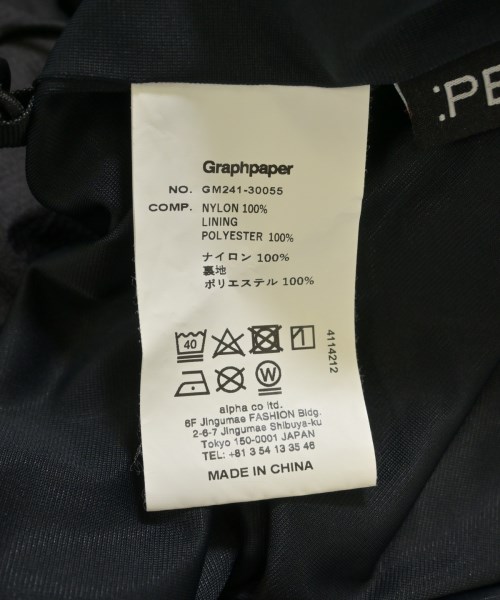 :PE
Graphpaper
NO. GM241-30055
COMP. NYLON 100%
LINING
POLYESTER 100%
ナイロン 100%
裏地
ポリエステル 100%
40
W
4114212
alpha co ltd.
6F Jingumae FASHION Bldg.
2-6-7 Jingumae Shibuya-ku
Tokyo 150-0001 JAPAN
TEL: +81 3 54 13 35 46
MADE IN CHINA